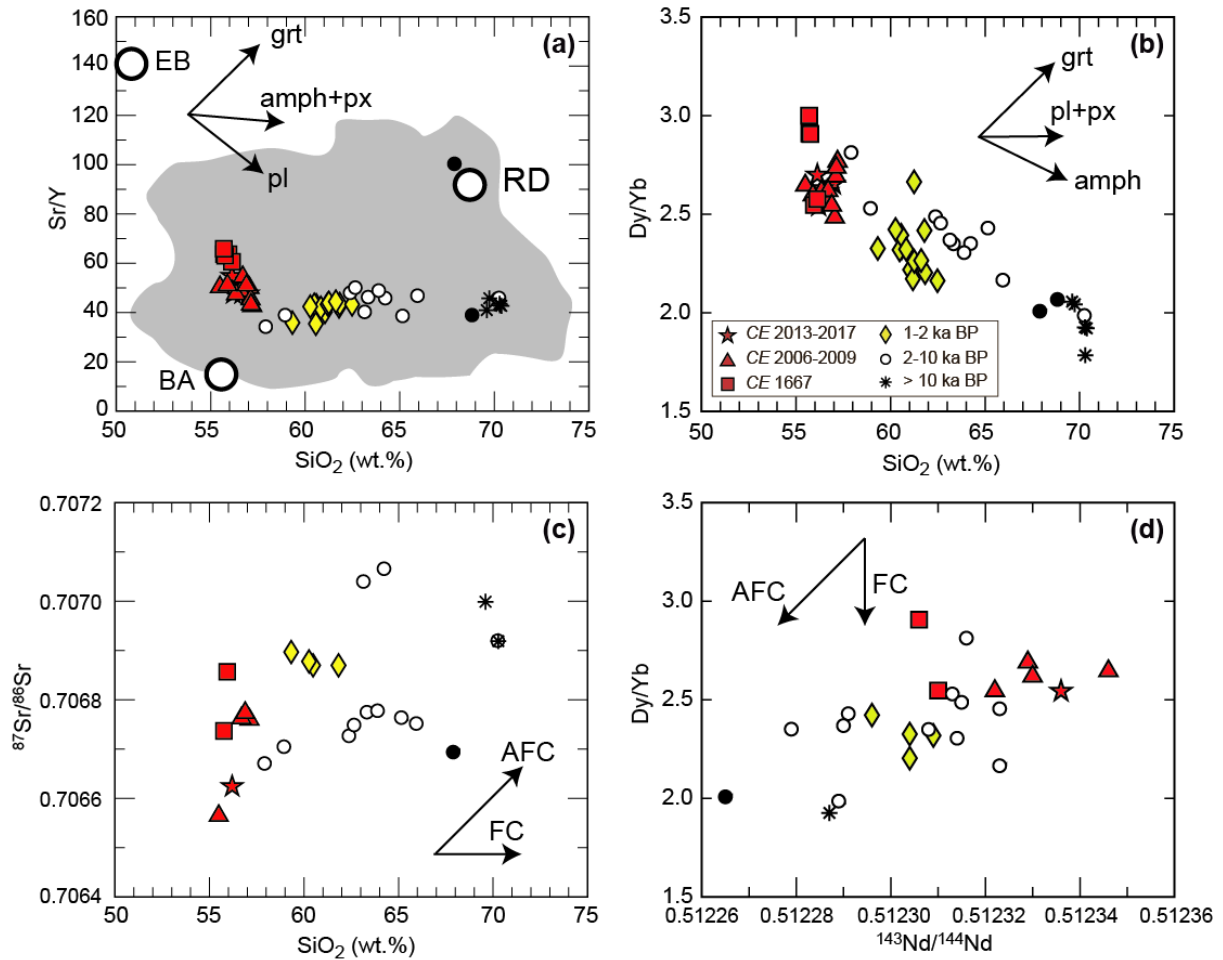 (a)
160
140
120
100
80
60
40
20
0
Sr/Y
EB
grt
amph+px
pl
RD
BA
50 55 60 65 70 75
SiO2 (wt.%)
(b)
3.5
3.0
2.5
2.0
1.5
Dy/Yb
grt
pl+px
amph
CE 2013-2017
CE 2006-2009
CE 1667
1-2 ka BP
2-10 ka BP
> 10 ka BP
50 55 60 65 70 75
SiO2 (wt.%)
(c)
0.7072
0.7070
0.7068
0.7066
0.7064
87Sr/86Sr
AFC
FC
50 55 60 65 70 75
SiO2 (wt.%)
(d)
3.5
3.0
2.5
2.0
1.5
Dy/Yb
AFC
FC
0.51226 0.51228 0.51230 0.51232 0.51234 0.51236
143Nd/144Nd